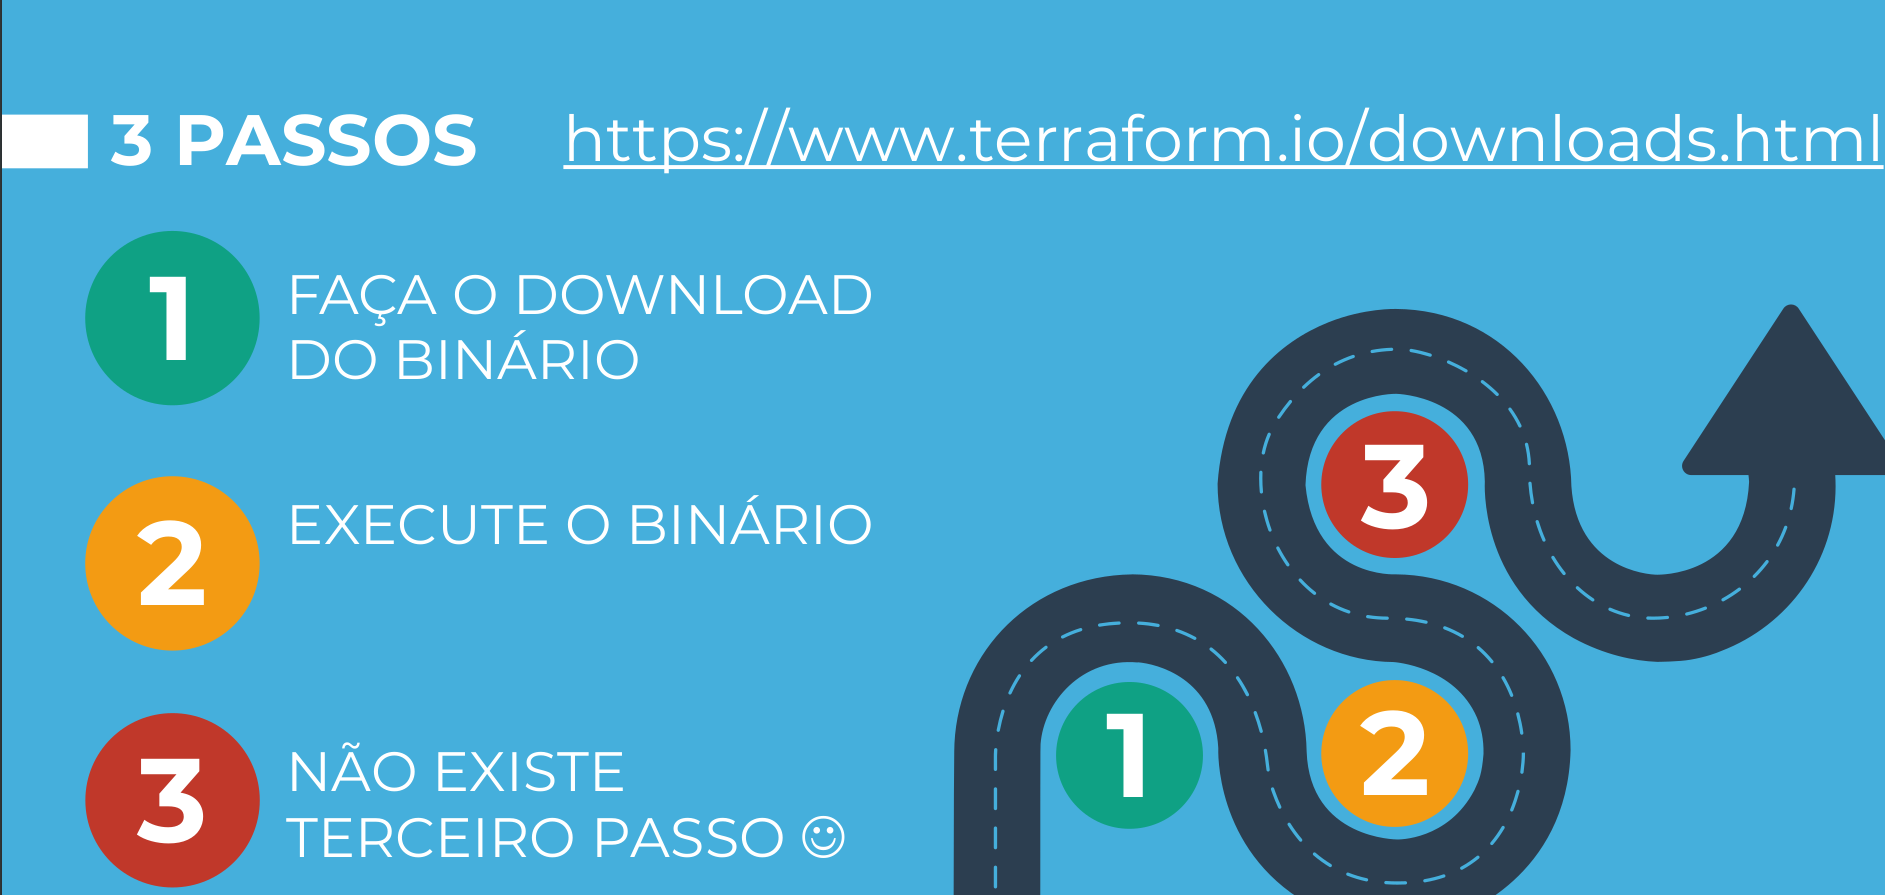 3 PASSOS
https://www.terraform.io/downloads.html
1
FAÇA O DOWNLOAD
DO BINÁRIO
2
EXECUTE O BINÁRIO
3
NÃO EXISTE
TERCEIRO PASSO ☺
3
1
2